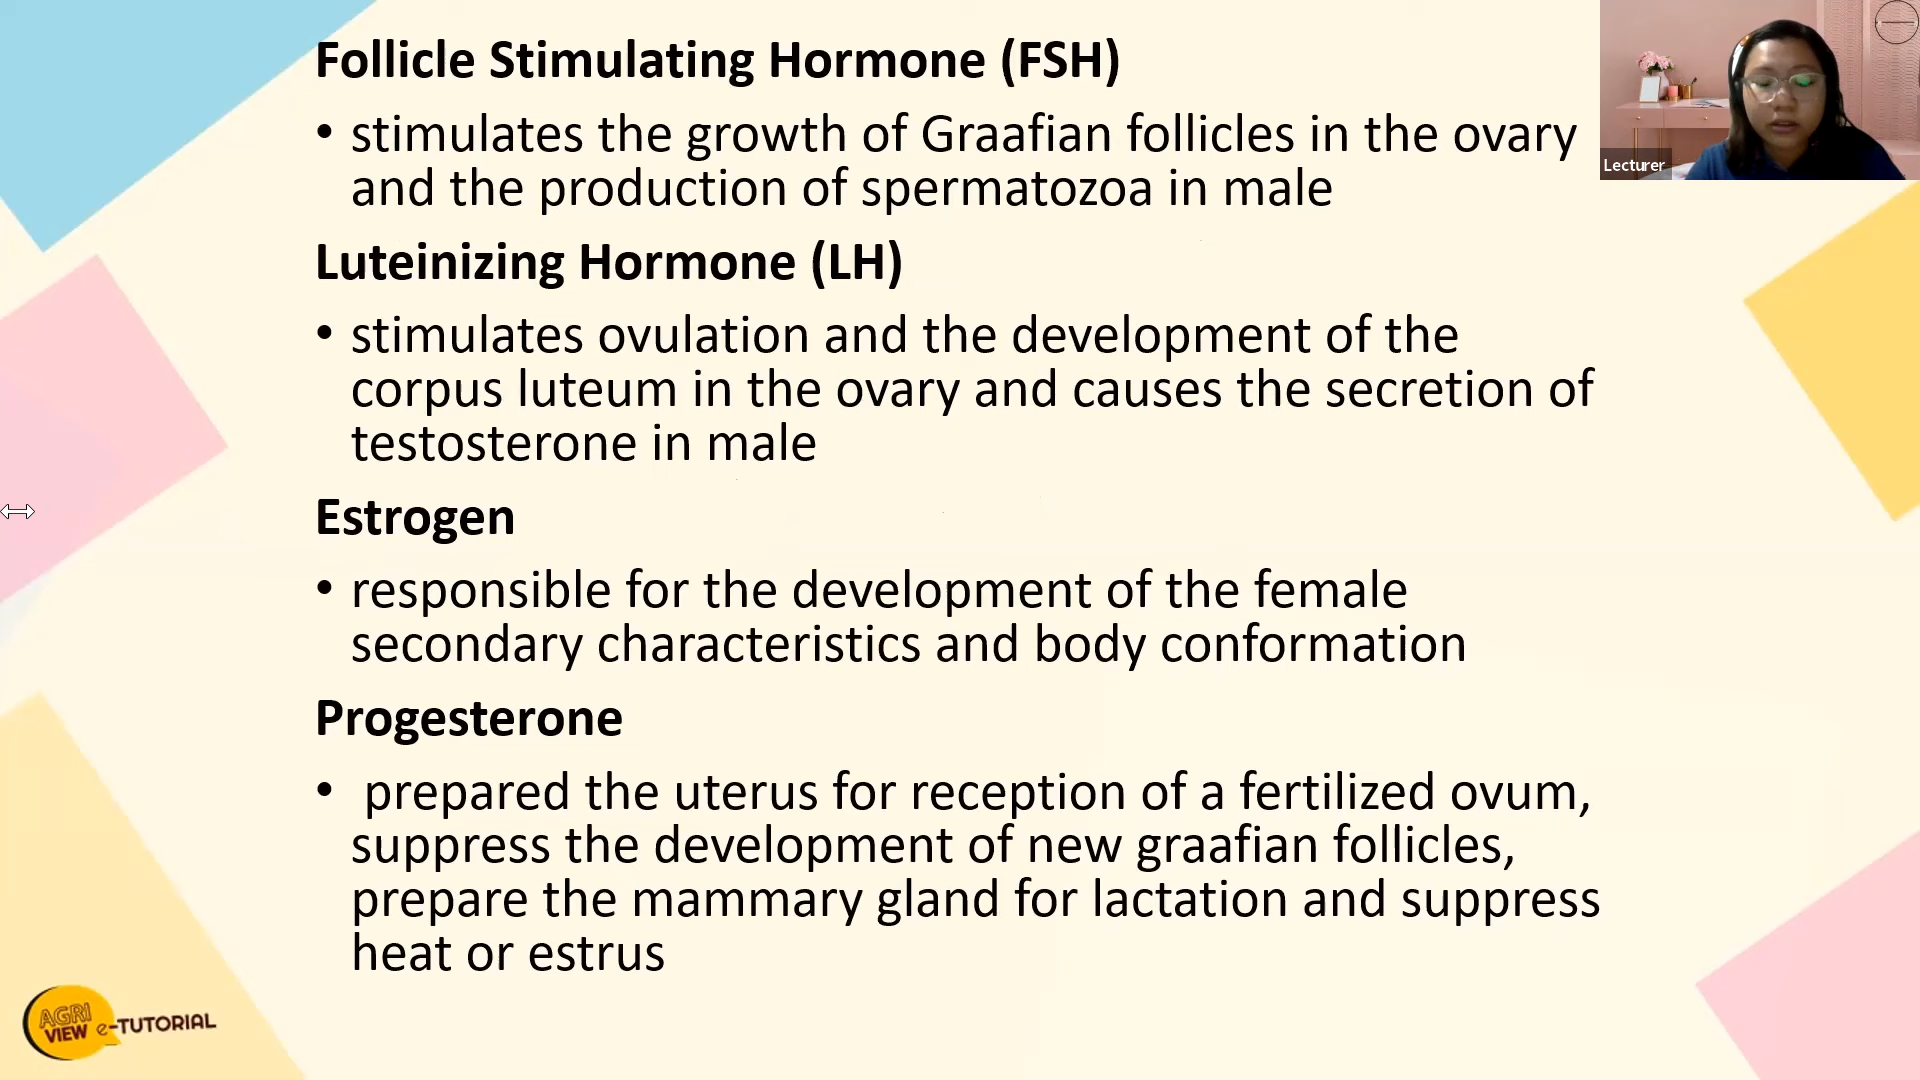 Follicle Stimulating Hormone (FSH)
• stimulates the growth of Graafian follicles in the ovary
and the production of spermatozoa in male
Luteinizing Hormone (LH)
• stimulates ovulation and the development of the
corpus luteum in the ovary and causes the secretion of
testosterone in male
Estrogen
• responsible for the development of the female
secondary characteristics and body conformation
Progesterone
• prepared the uterus for reception of a fertilized ovum,
suppress the development of new graafian follicles,
prepare the mammary gland for lactation and suppress
heat or estrus
Lecturer
AGRI
VIEW e-TUTORIAL